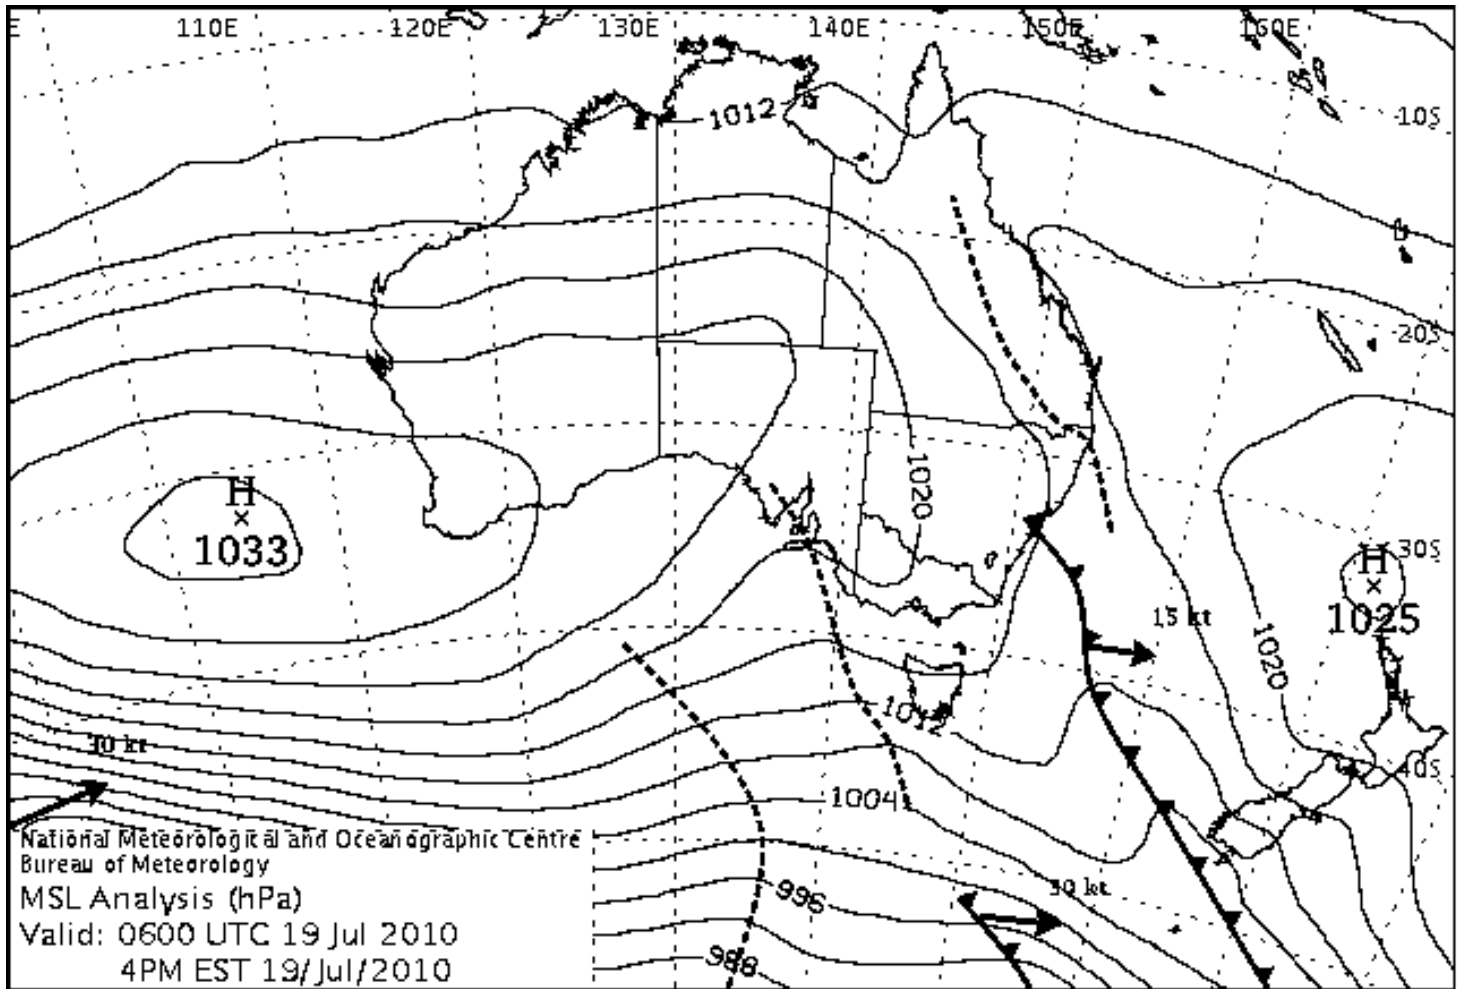 E
110E
120E
130E
140E
150E
160E
1012
10S
20S
1020
H
1033
H
1025
30S
15 kt
1020
1012
40S
1004
30 kt
996
988
National Meteorological and Oceanographic Centre
Bureau of Meteorology
MSL Analysis (hPa)
Valid: 0600 UTC 19 Jul 2010
4PM EST 19/Jul/2010